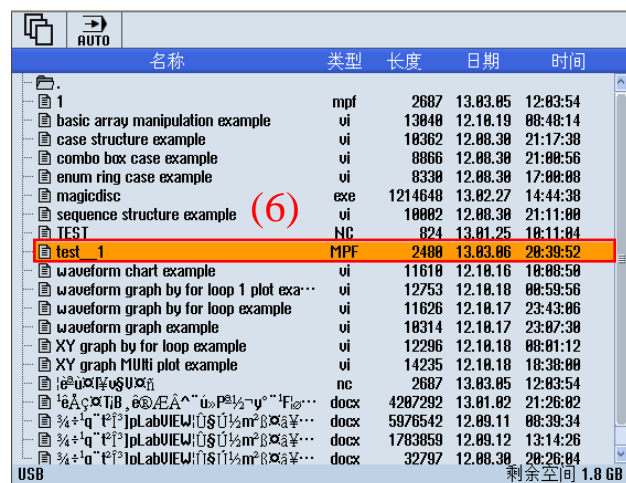 AUTO
名称 类型 长度 日期 时间
.
1 mpf 2687 13.03.05 12:03:54
basic array manipulation example vi 13040 12.10.19 08:48:14
case structure example vi 10362 12.08.30 21:17:38
combo box case example vi 8866 12.08.30 21:00:56
enum ring case example vi 8330 12.08.30 17:00:08
magicdisc exe 1214648 13.02.27 14:44:38
sequence structure example (6) vi 10002 12.08.30 21:11:00
TEST NC 824 13.01.25 10:11:04
test__1 MPF 2480 13.03.06 20:39:52
waveform chart example vi 11610 12.10.16 10:08:50
waveform graph by for loop 1 plot exa… vi 12753 12.10.18 00:59:56
waveform graph by for loop example vi 11626 12.10.17 23:43:06
waveform graph example vi 10314 12.10.17 23:07:30
XY graph by for loop example vi 12296 12.10.18 08:01:12
XY graph MUlti plot example vi 14235 12.10.18 18:38:00
nc 2687 13.03.05 12:03:54
docx 4207292 13.01.02 21:26:02
docx 5976542 12.09.11 08:39:34
docx 1783859 12.09.12 13:14:26
docx 32797 12.08.30 20:26:04
USB 剩余空间 1.8 GB